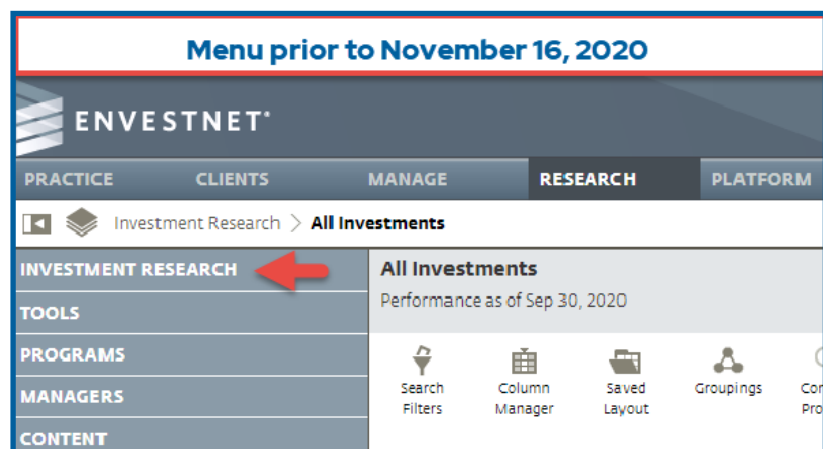 Menu prior to November 16, 2020
ENVESTNET®
PRACTICE CLIENTS MANAGE RESEARCH PLATFORM
Investment Research > All Investments
INVESTMENT RESEARCH
TOOLS
PROGRAMS
MANAGERS
CONTENT
All Investments
Performance as of Sep 30, 2020
Search Filters
Column Manager
Saved Layout
Groupings